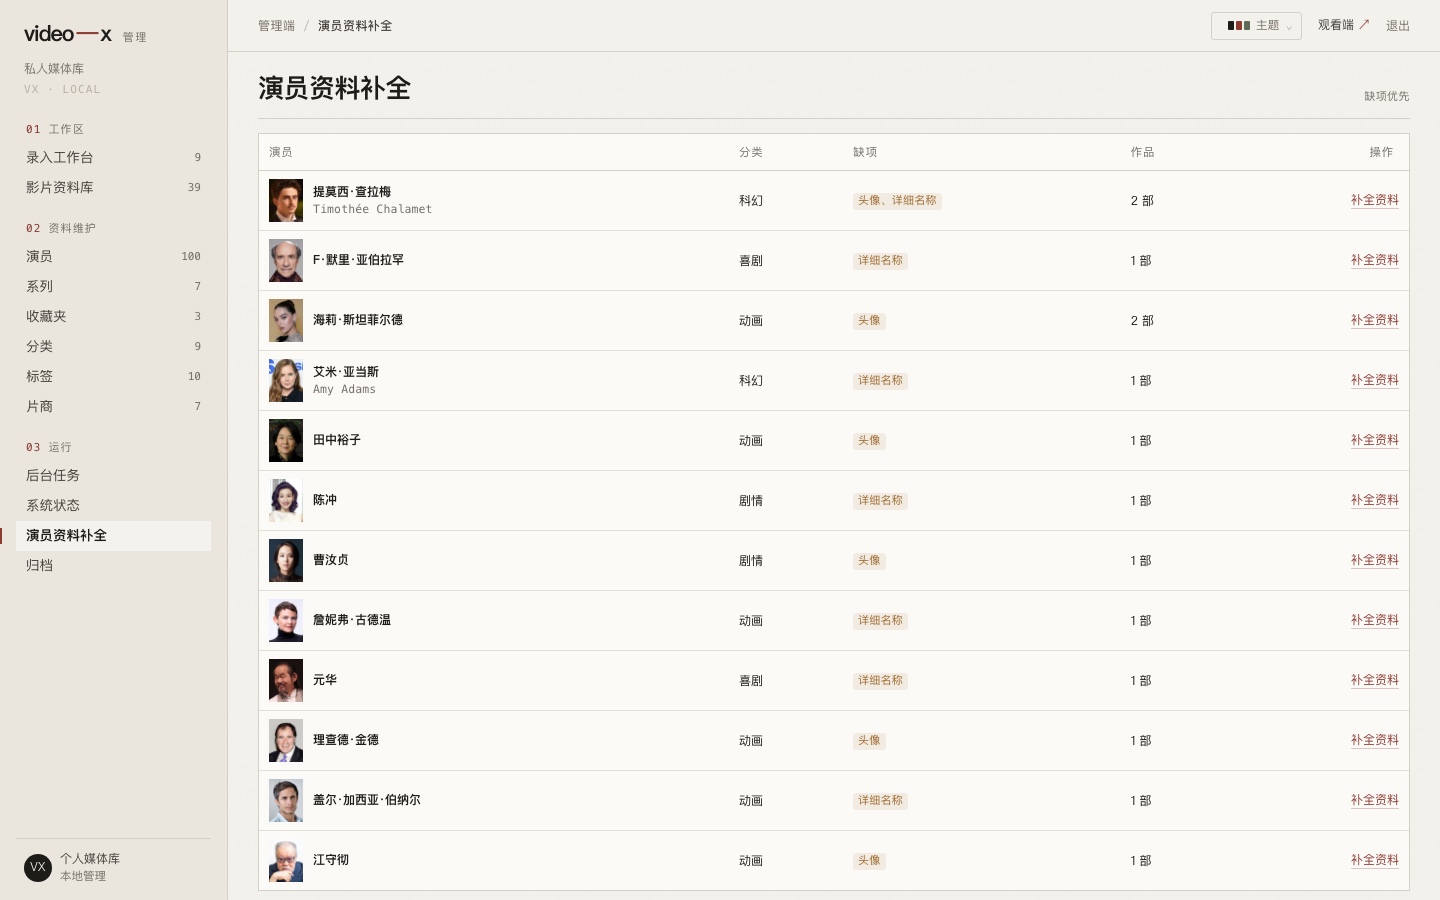 video—x 管理
私人媒体库
VX · LOCAL
01 工作区
录入工作台 9
影片资料库 39
02 资料维护
演员 100
系列 7
收藏夹 3
分类 9
标签 10
片商 7
03 运行
后台任务
系统状态
演员资料补全
归档
VX
个人媒体库
本地管理
管理端 / 演员资料补全
主题
观看端 ↗
退出
演员资料补全
缺项优先
演员 分类 缺项 作品 操作
提莫西·查拉梅
Timothée Chalamet
科幻 头像、详细名称 2 部 补全资料
F·默里·亚伯拉罕 喜剧 详细名称 1 部 补全资料
海莉·斯坦菲尔德 动画 头像 2 部 补全资料
艾米·亚当斯
Amy Adams
科幻 详细名称 1 部 补全资料
田中裕子 动画 头像 1 部 补全资料
陈冲 剧情 详细名称 1 部 补全资料
曹汝贞 剧情 头像 1 部 补全资料
詹妮弗·古德温 动画 详细名称 1 部 补全资料
元华 喜剧 详细名称 1 部 补全资料
理查德·金德 动画 头像 1 部 补全资料
盖尔·加西亚·伯纳尔 动画 详细名称 1 部 补全资料
江守彻 动画 头像 1 部 补全资料